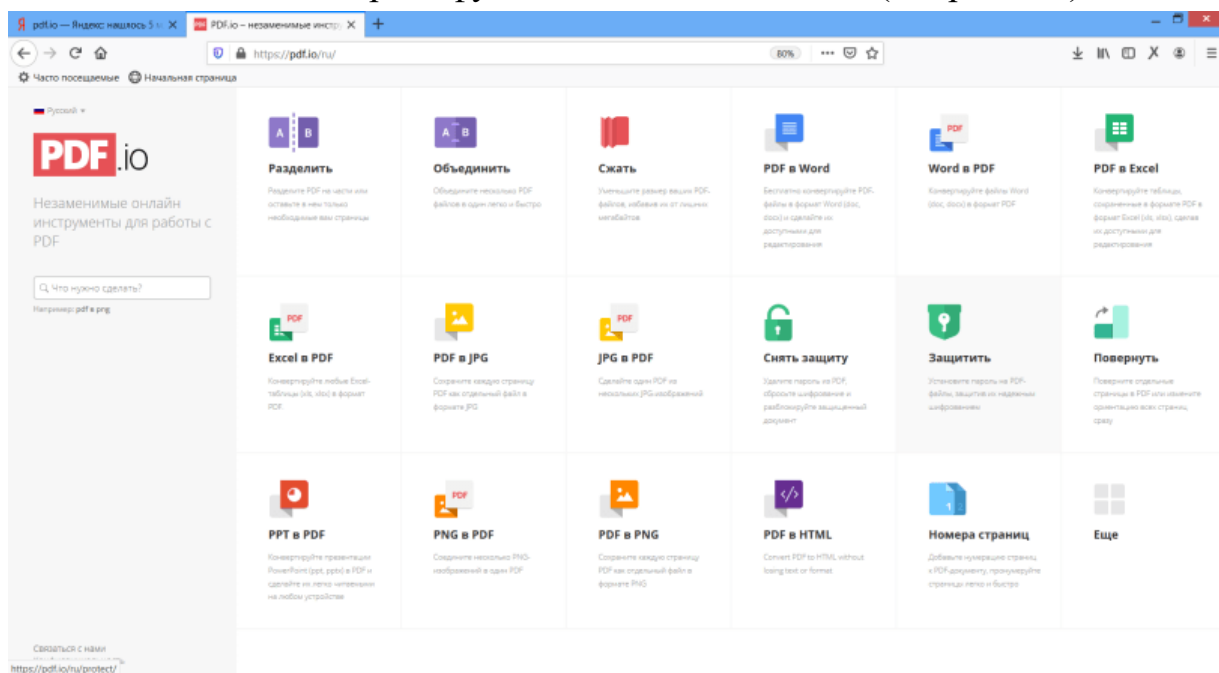 pdf.io — Яндекс: нашлось 5 м
PDF.io – незаменимые инстр
https://pdf.io/ru/
80%
Часто посещаемые
Начальная страница
Русский
PDF.io
Незаменимые онлайн
инструменты для работы с
PDF
Что нужно сделать?
Например: pdf в png
A B
Разделить
Разделите PDF на части или
оставьте в нем только
необходимые вам страницы
A B
Объединить
Объедините несколько PDF
файлов в один легко и быстро
Сжать
Уменьшите размер ваших PDF-
файлов, избавив их от лишних
мегабайтов
PDF в Word
Бесплатно конвертируйте PDF-
файлы в формат Word (doc,
docx) и сделайте их
доступными для
редактирования
PDF
Word в PDF
Конвертируйте файлы Word
(doc, docx) в формат PDF
PDF в Excel
Конвертируйте таблицы,
сохраненные в формате PDF в
формат Excel (xls, xlsx), сделав
их доступными для
редактирования
PDF
Excel в PDF
Конвертируйте любые Excel-
таблицы (xls, xlsx) в формат
PDF.
PDF в JPG
Сохраните каждую страницу
PDF как отдельный файл в
формате JPG
PDF
JPG в PDF
Сделайте один PDF из
нескольких JPG-изображений
Снять защиту
Удалите пароль из PDF,
сбросьте шифрование и
разблокируйте защищенный
документ
Защитить
Установите пароль на PDF-
файлы, защитив их надежным
шифрованием
Повернуть
Поверните отдельные
страницы в PDF или измените
ориентацию всех страниц
сразу
PPT в PDF
Конвертируйте презентации
PowerPoint (ppt, pptx) в PDF и
сделайте их легко читаемыми
на любом устройстве
PDF
PNG в PDF
Соедините несколько PNG-
изображений в один PDF
PDF в PNG
Сохраните каждую страницу
PDF как отдельный файл в
формате PNG
</>
PDF в HTML
Convert PDF to HTML without
losing text or format
1 2
Номера страниц
Добавьте нумерацию страниц
к PDF-документу, пронумеруйте
страницы легко и быстро
Еще
Связаться с нами
https://pdf.io/ru/protect/